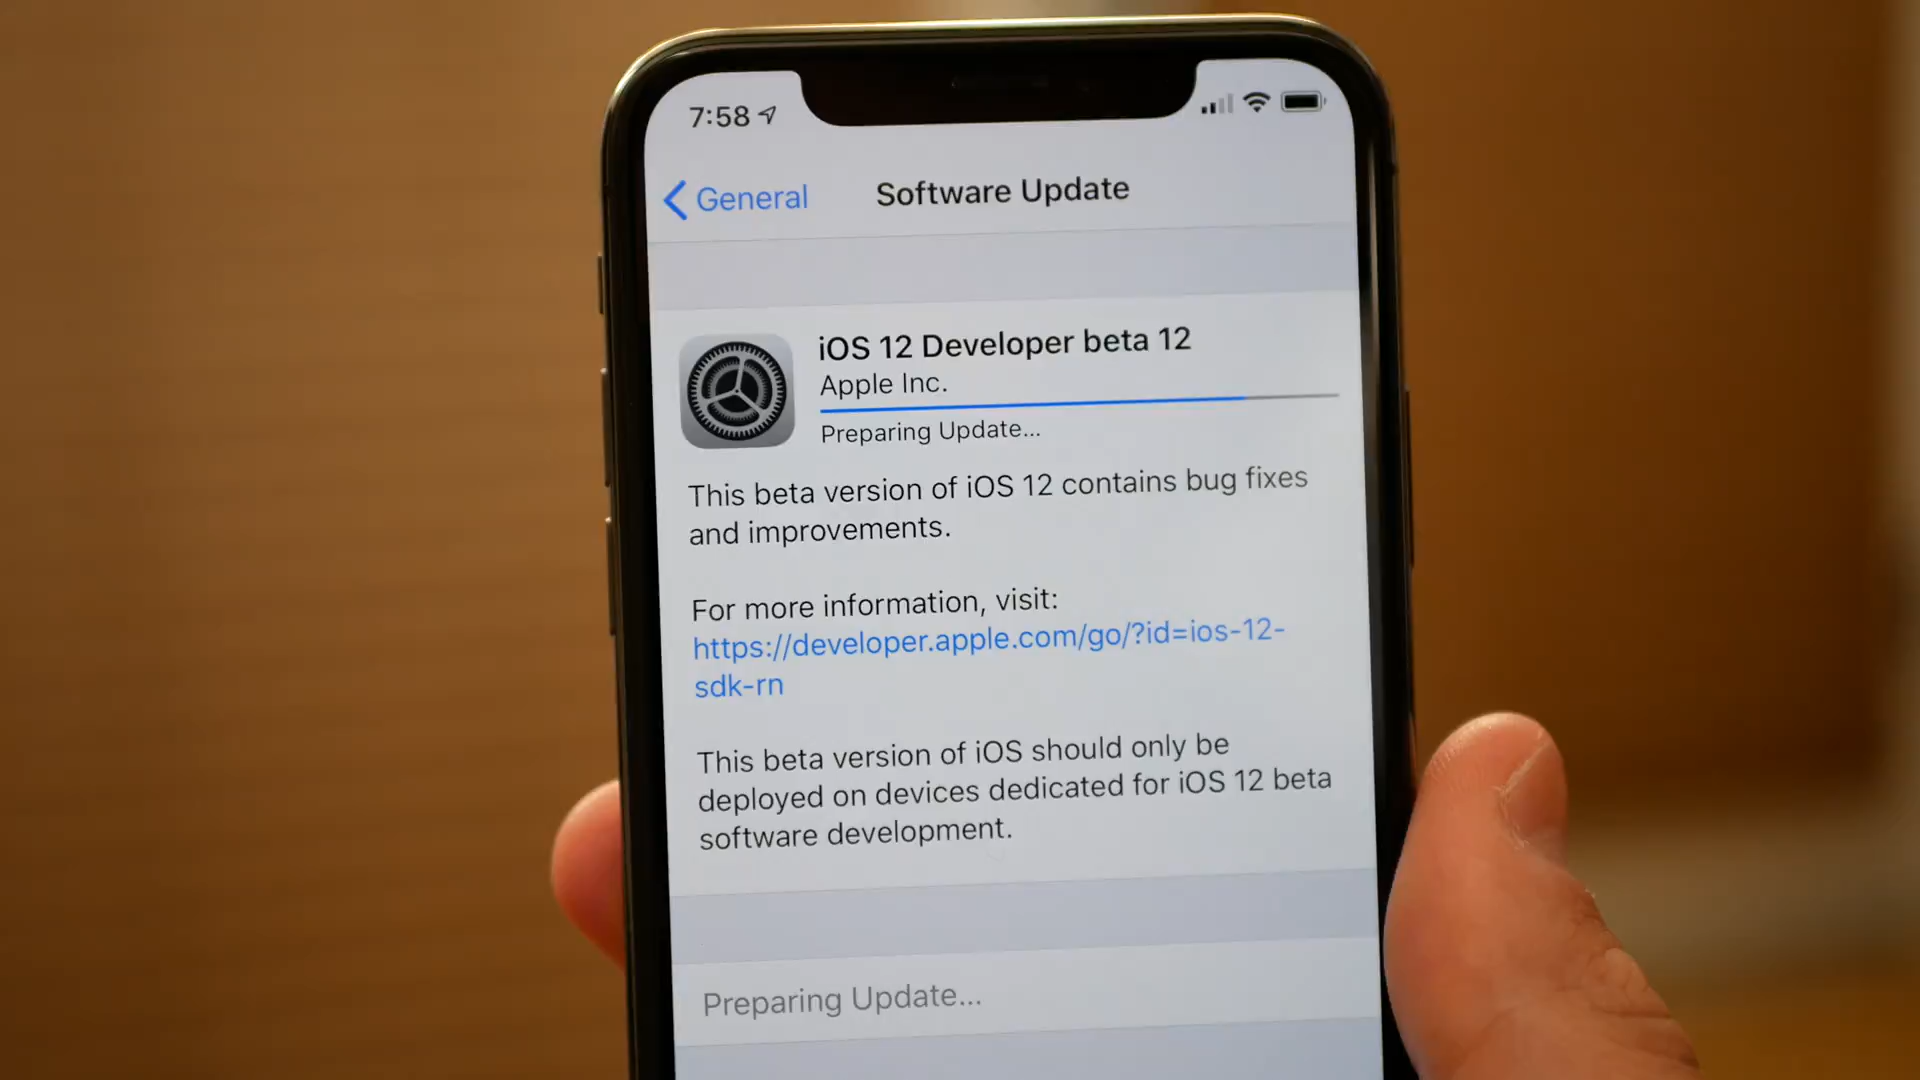 7:58
General
Software Update
iOS 12 Developer beta 12
Apple Inc.
Preparing Update...
This beta version of iOS 12 contains bug fixes
and improvements.
For more information, visit:
https://developer.apple.com/go/?id=ios-12-
sdk-rn
This beta version of iOS should only be
deployed on devices dedicated for iOS 12 beta
software development.
Preparing Update...